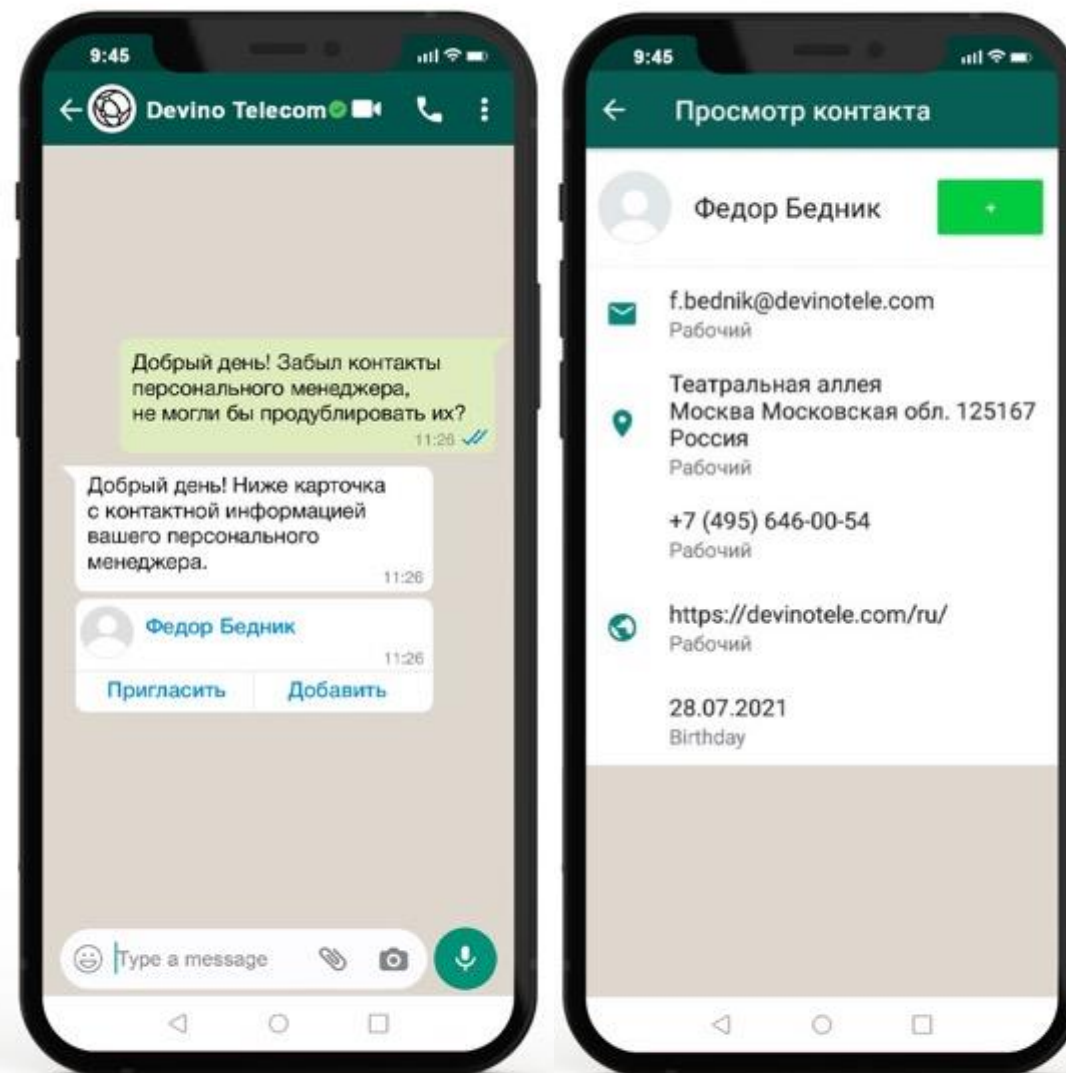 9:45
Devino Telecom
Добрый день! Забыл контакты
персонального менеджера,
не могли бы продублировать их?
11:26
Добрый день! Ниже карточка
с контактной информацией
вашего персонального
менеджера.
11:26
Федор Бедник
11:26
Пригласить Добавить
Type a message
9:45
Просмотр контакта
Федор Бедник
+
f.bednik@devinotele.com
Рабочий
Театральная аллея
Москва Московская обл. 125167
Россия
Рабочий
+7 (495) 646-00-54
Рабочий
https://devinotele.com/ru/
Рабочий
28.07.2021
Birthday